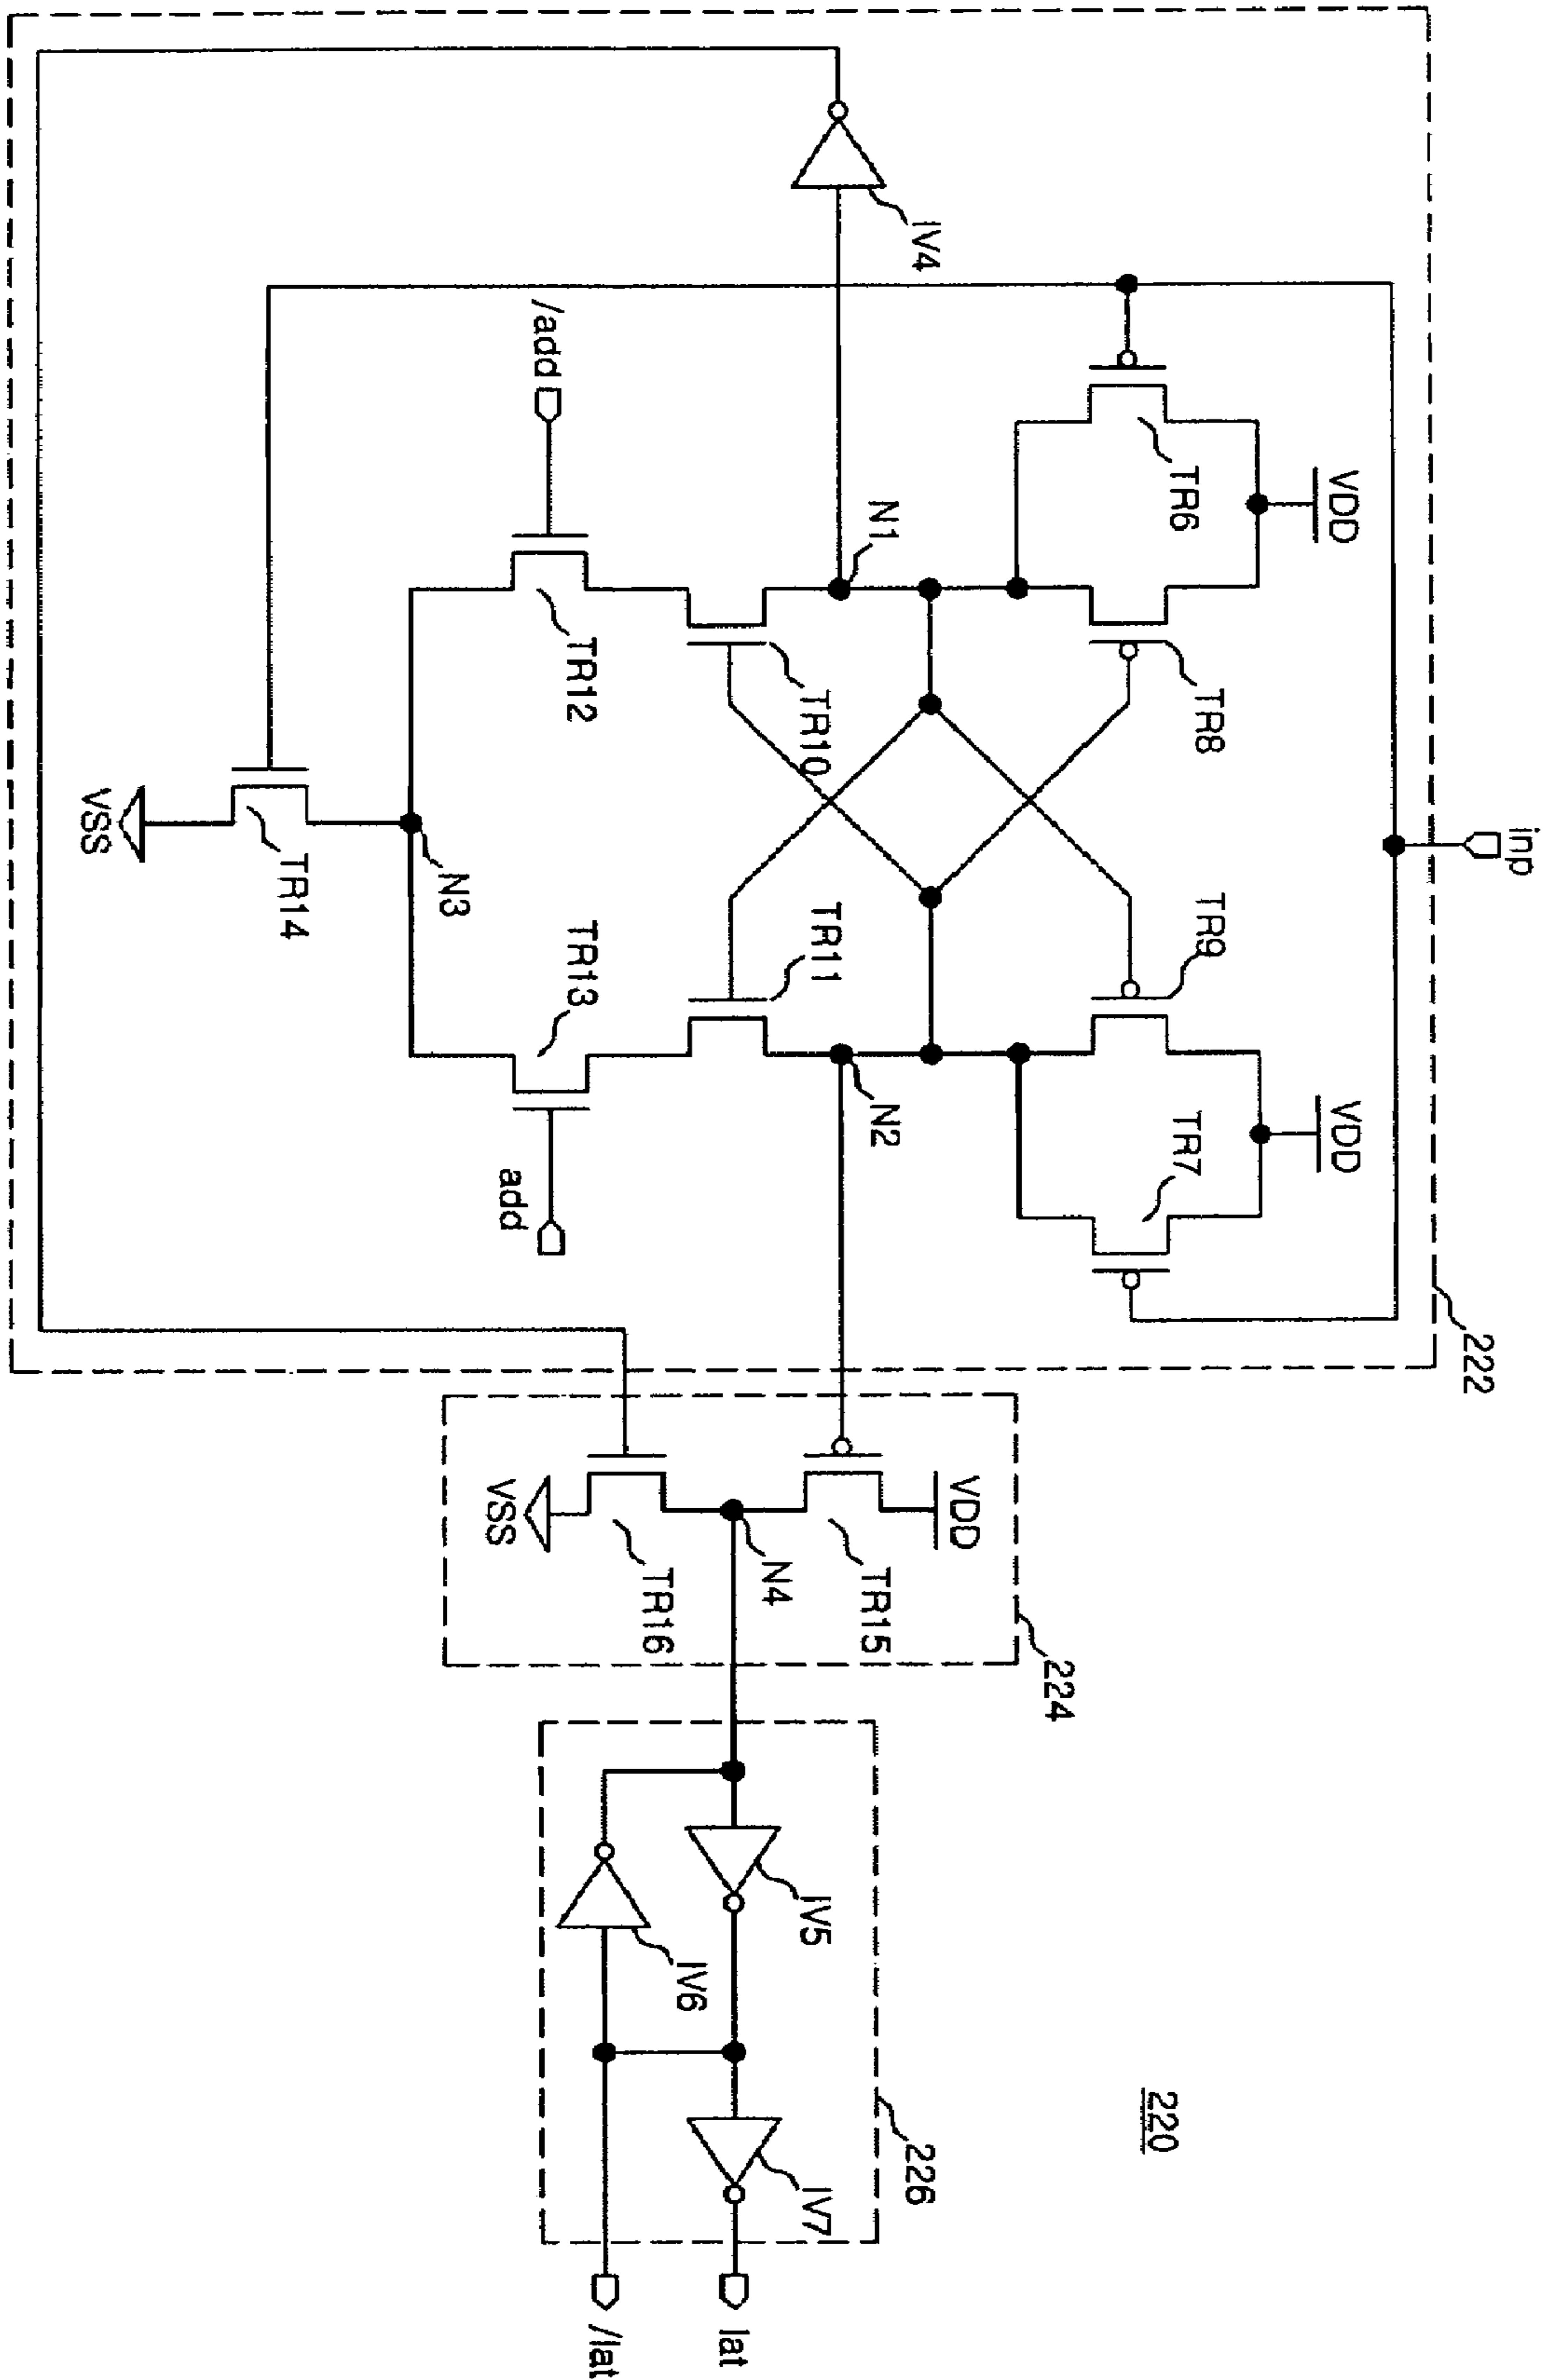 inp
222
VDD
VDD
TR6
TR8
TR9
TR7
IV4
N1
N2
TR10
TR11
/add
TR12
TR13
add
N3
TR14
VSS
224
VDD
TR15
N4
TR16
VSS
226
IV5
IV6
IV7
lat
/lat
220